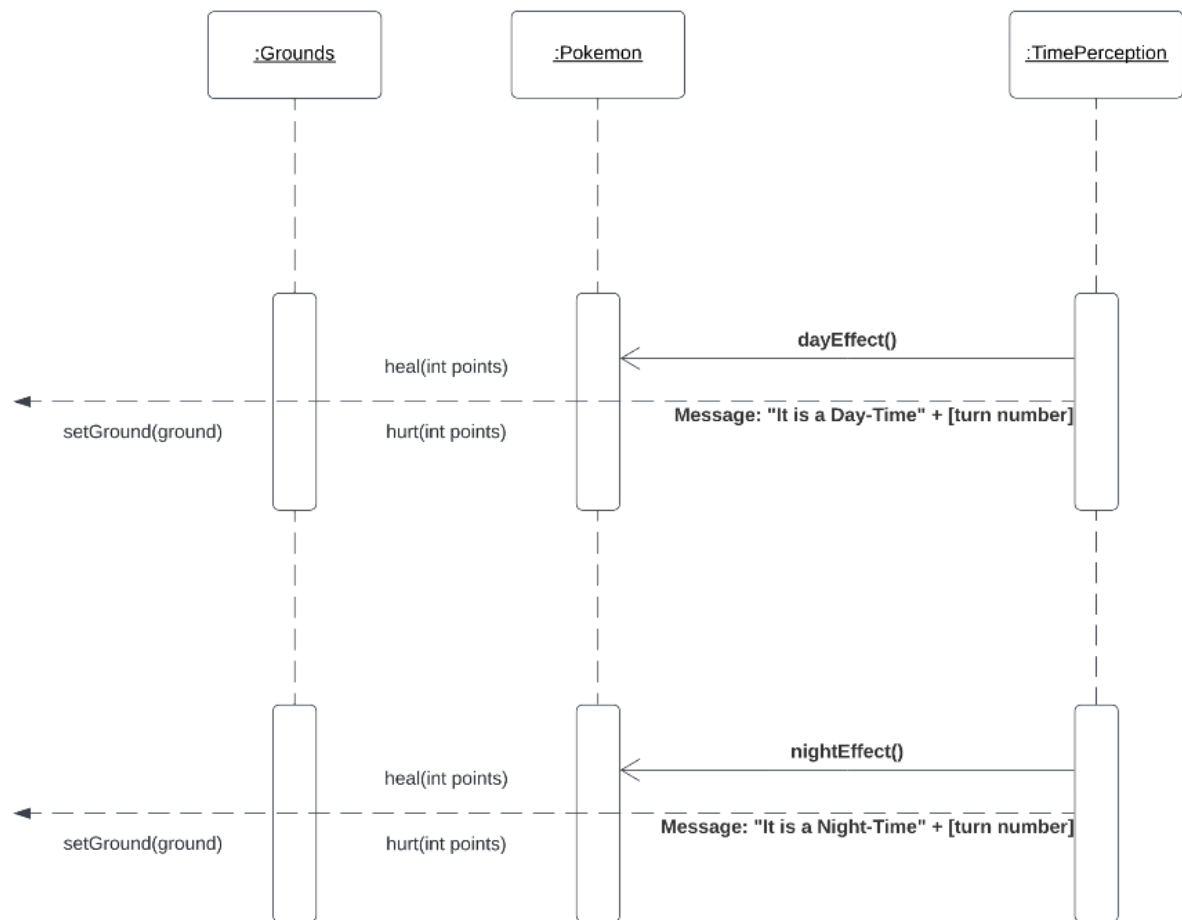 :Grounds
:Pokemon
:TimePerception
dayEffect()
heal(int points)
Message: "It is a Day-Time" + [turn number]
setGround(ground)
hurt(int points)
nightEffect()
heal(int points)
Message: "It is a Night-Time" + [turn number]
setGround(ground)
hurt(int points)